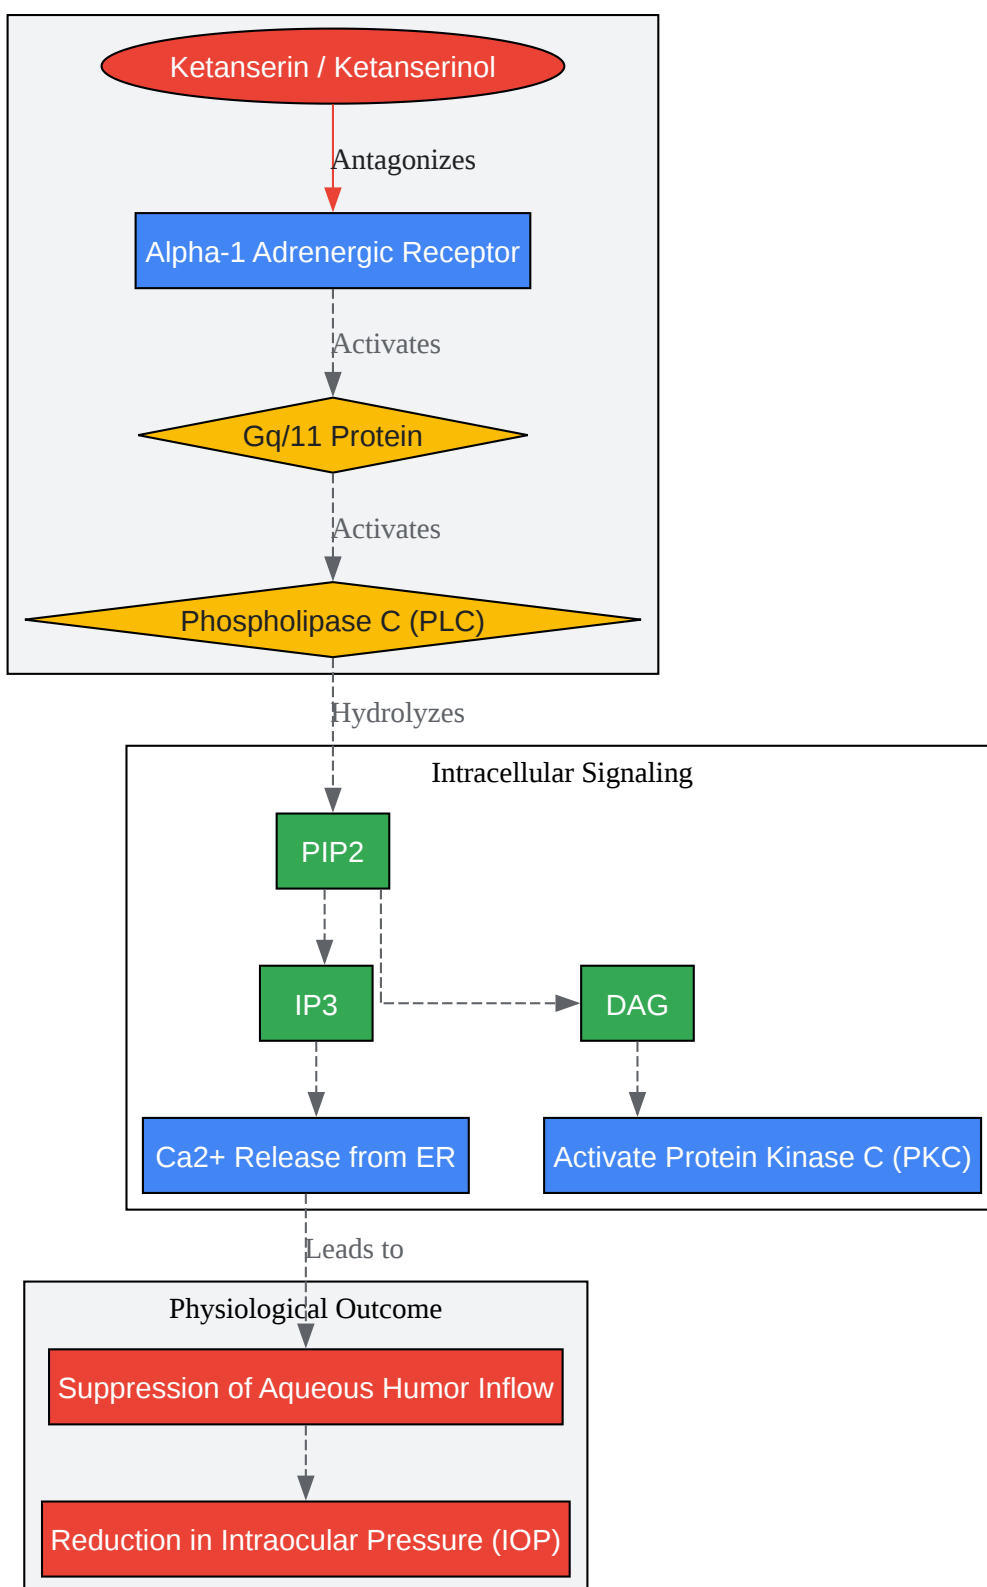 Ketanserin / Ketanserinol
Antagonizes
Alpha-1 Adrenergic Receptor
Activates
Gq/11 Protein
Activates
Phospholipase C (PLC)
Hydrolyzes
Intracellular Signaling
PIP2
IP3
DAG
Ca2+ Release from ER
Activate Protein Kinase C (PKC)
Leads to
Physiological Outcome
Suppression of Aqueous Humor Inflow
Reduction in Intraocular Pressure (IOP)